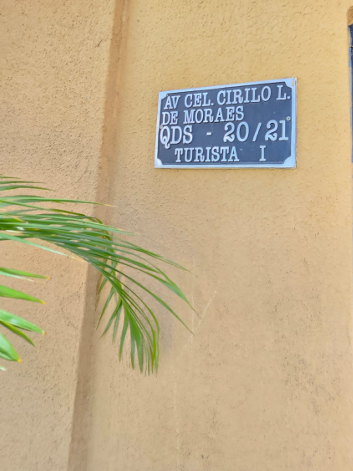 AV CEL. CIRILO L.
DE MORAES
QDS - 20/21
TURISTA I